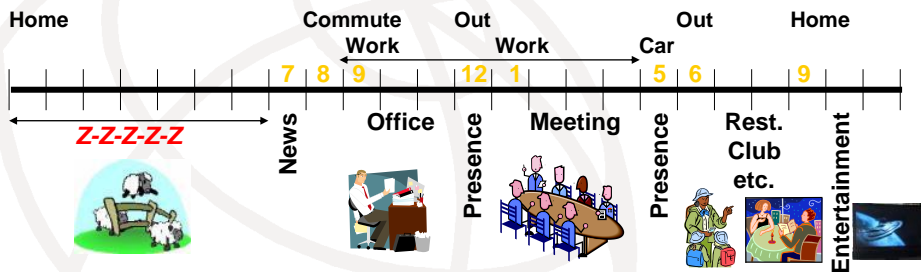 Home Commute Out Out Home
Work Work Car
7 8 9 12 1 5 6 9
Z-Z-Z-Z-Z
News
Office
Presence
Meeting
Presence
Rest.
Club
etc.
Entertainment